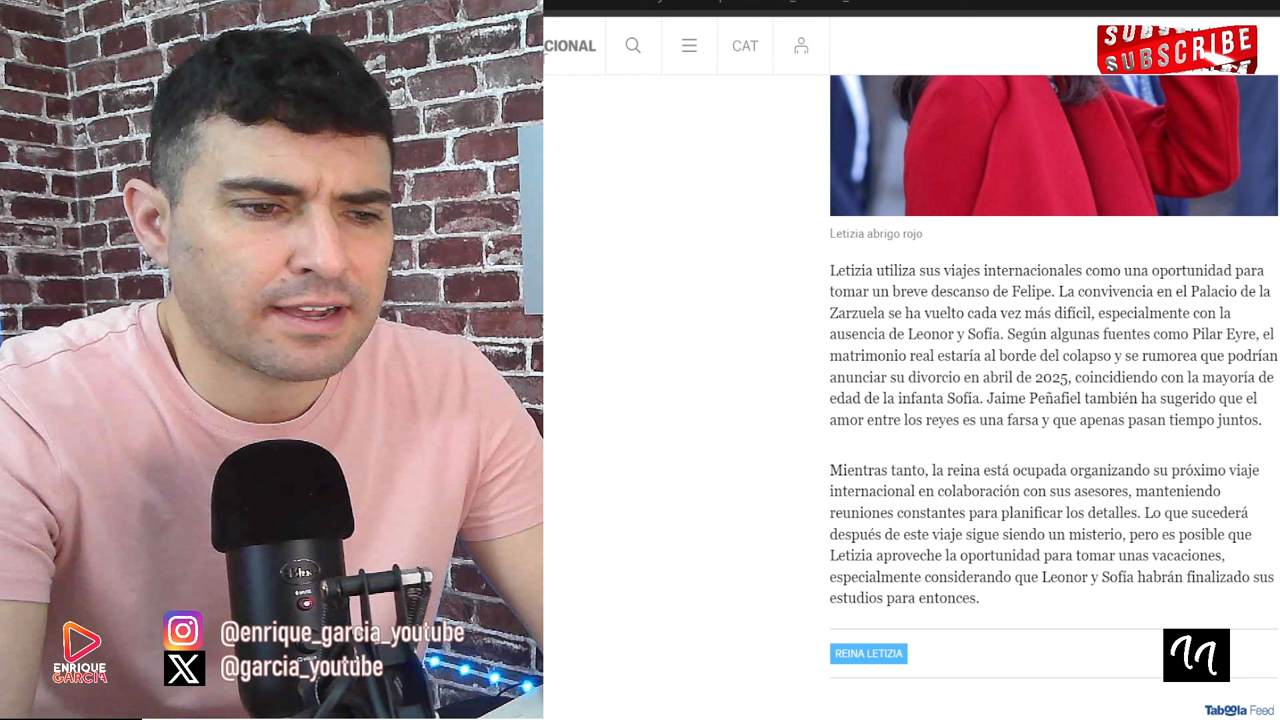 CIONAL
CAT
SUBSCRIBE
Letizia abrigo rojo
Letizia utiliza sus viajes internacionales como una oportunidad para
tomar un breve descanso de Felipe. La convivencia en el Palacio de la
Zarzuela se ha vuelto cada vez más difícil, especialmente con la
ausencia de Leonor y Sofía. Según algunas fuentes como Pilar Eyre, el
matrimonio real estaría al borde del colapso y se rumorea que podrían
anunciar su divorcio en abril de 2025, coincidiendo con la mayoría de
edad de la infanta Sofía. Jaime Peñafiel también ha sugerido que el
amor entre los reyes es una farsa y que apenas pasan tiempo juntos.
Mientras tanto, la reina está ocupada organizando su próximo viaje
internacional en colaboración con sus asesores, manteniendo
reuniones constantes para planificar los detalles. Lo que sucederá
después de este viaje sigue siendo un misterio, pero es posible que
Letizia aproveche la oportunidad para tomar unas vacaciones,
especialmente considerando que Leonor y Sofía habrán finalizado sus
estudios para entonces.
REINA LETIZIA
Taboola Feed
Blue
ENRIQUE
GARCIA
@enrique_garcia_youtube
@garcia_youtube